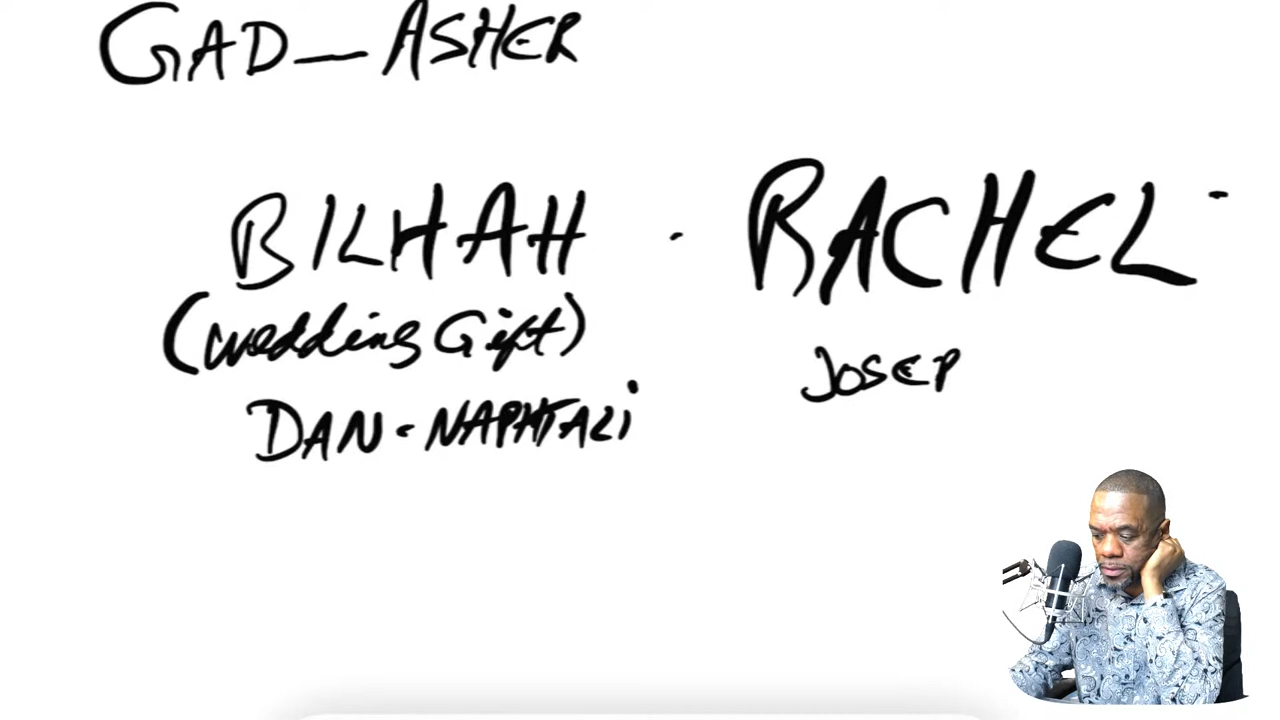 GAD - ASHER
BILHAH - RACHEL -
(wedding Gift)
JOSEP
DAN - NAPHTALi